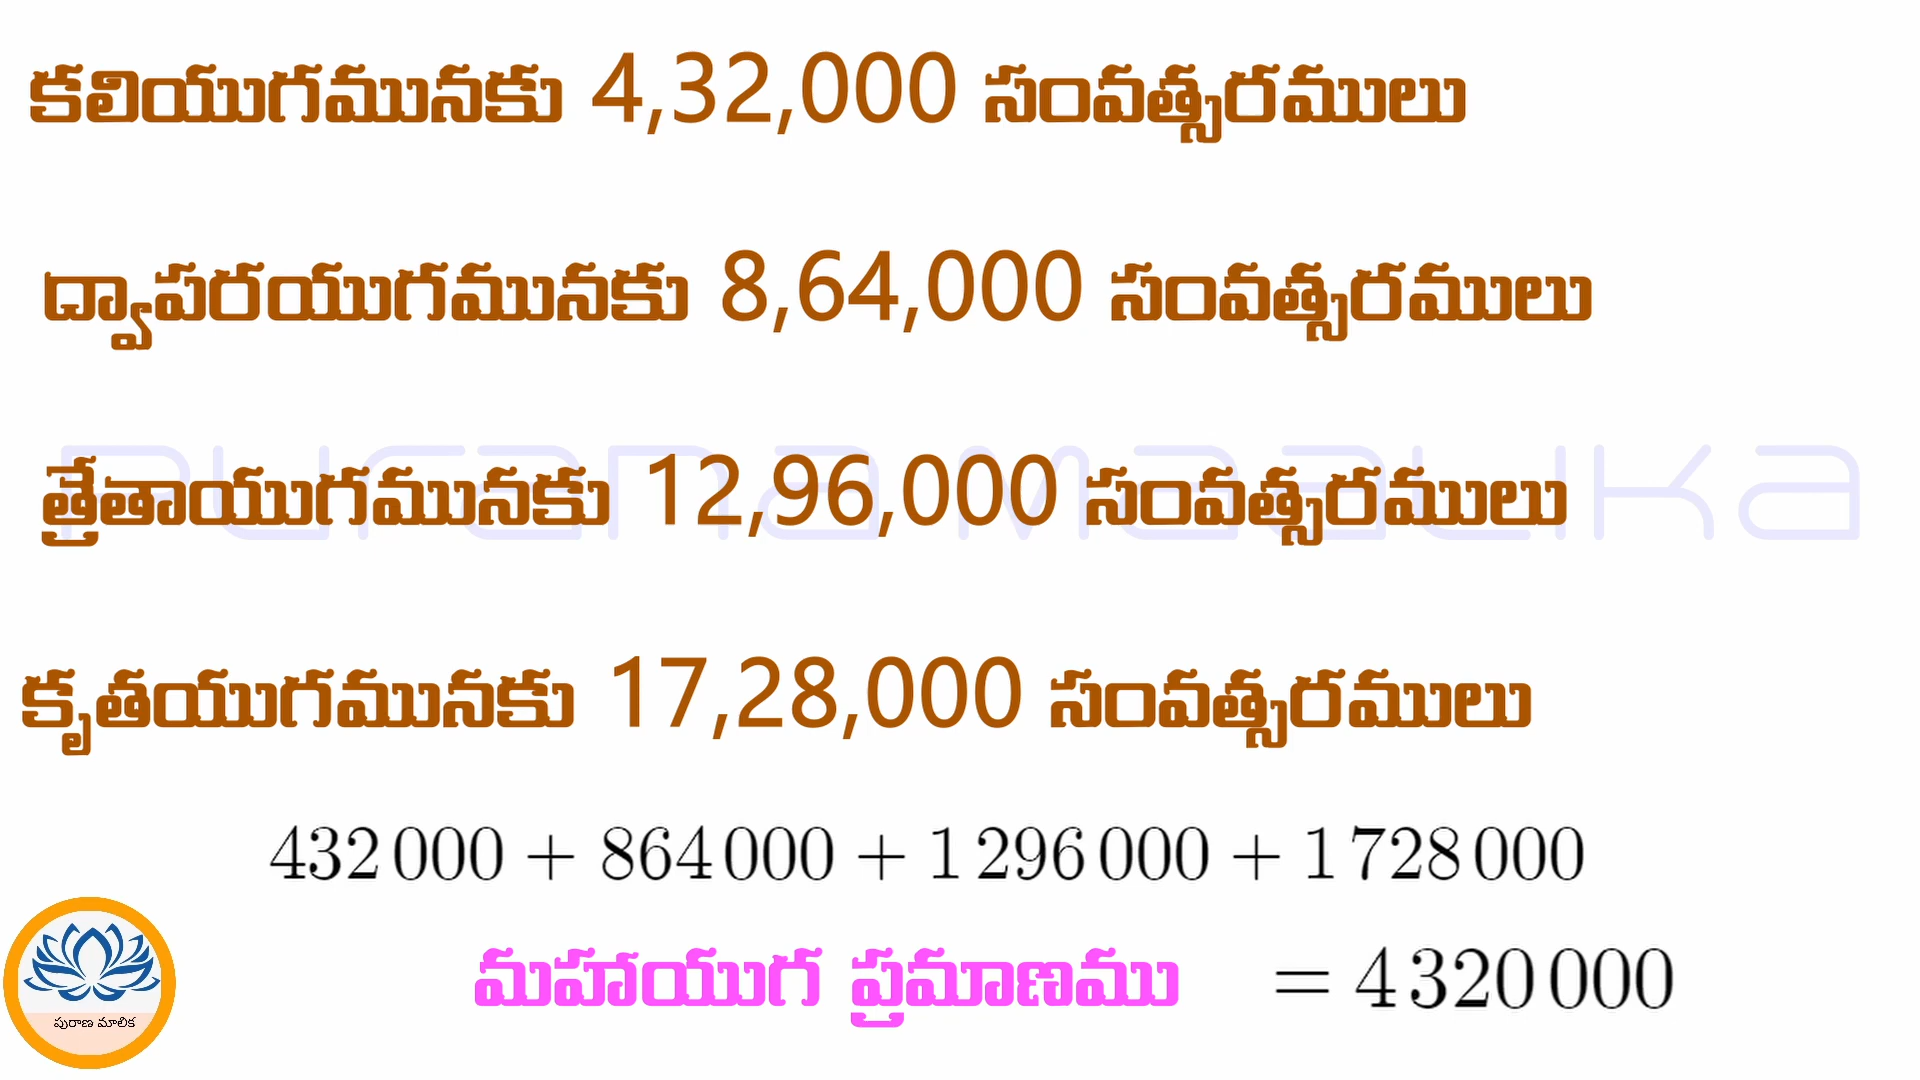 కలియుగమునకు 4,32,000 సంవత్సరములు
ద్వాపరయుగమునకు 8,64,000 సంవత్సరములు
purana maalika
త్రేతాయుగమునకు 12,96,000 సంవత్సరములు
కృతయుగమునకు 17,28,000 సంవత్సరములు
432 000 + 864 000 + 1 296 000 + 1 728 000
మహాయుగ ప్రమాణము = 4 320 000
పురాణ మాలిక